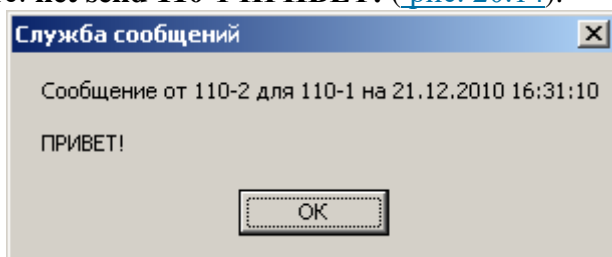 net send 110-1 ПРИВЕТ! (рис. 20.14).
Служба сообщений
Сообщение от 110-2 для 110-1 на 21.12.2010 16:31:10
ПРИВЕТ!
OK